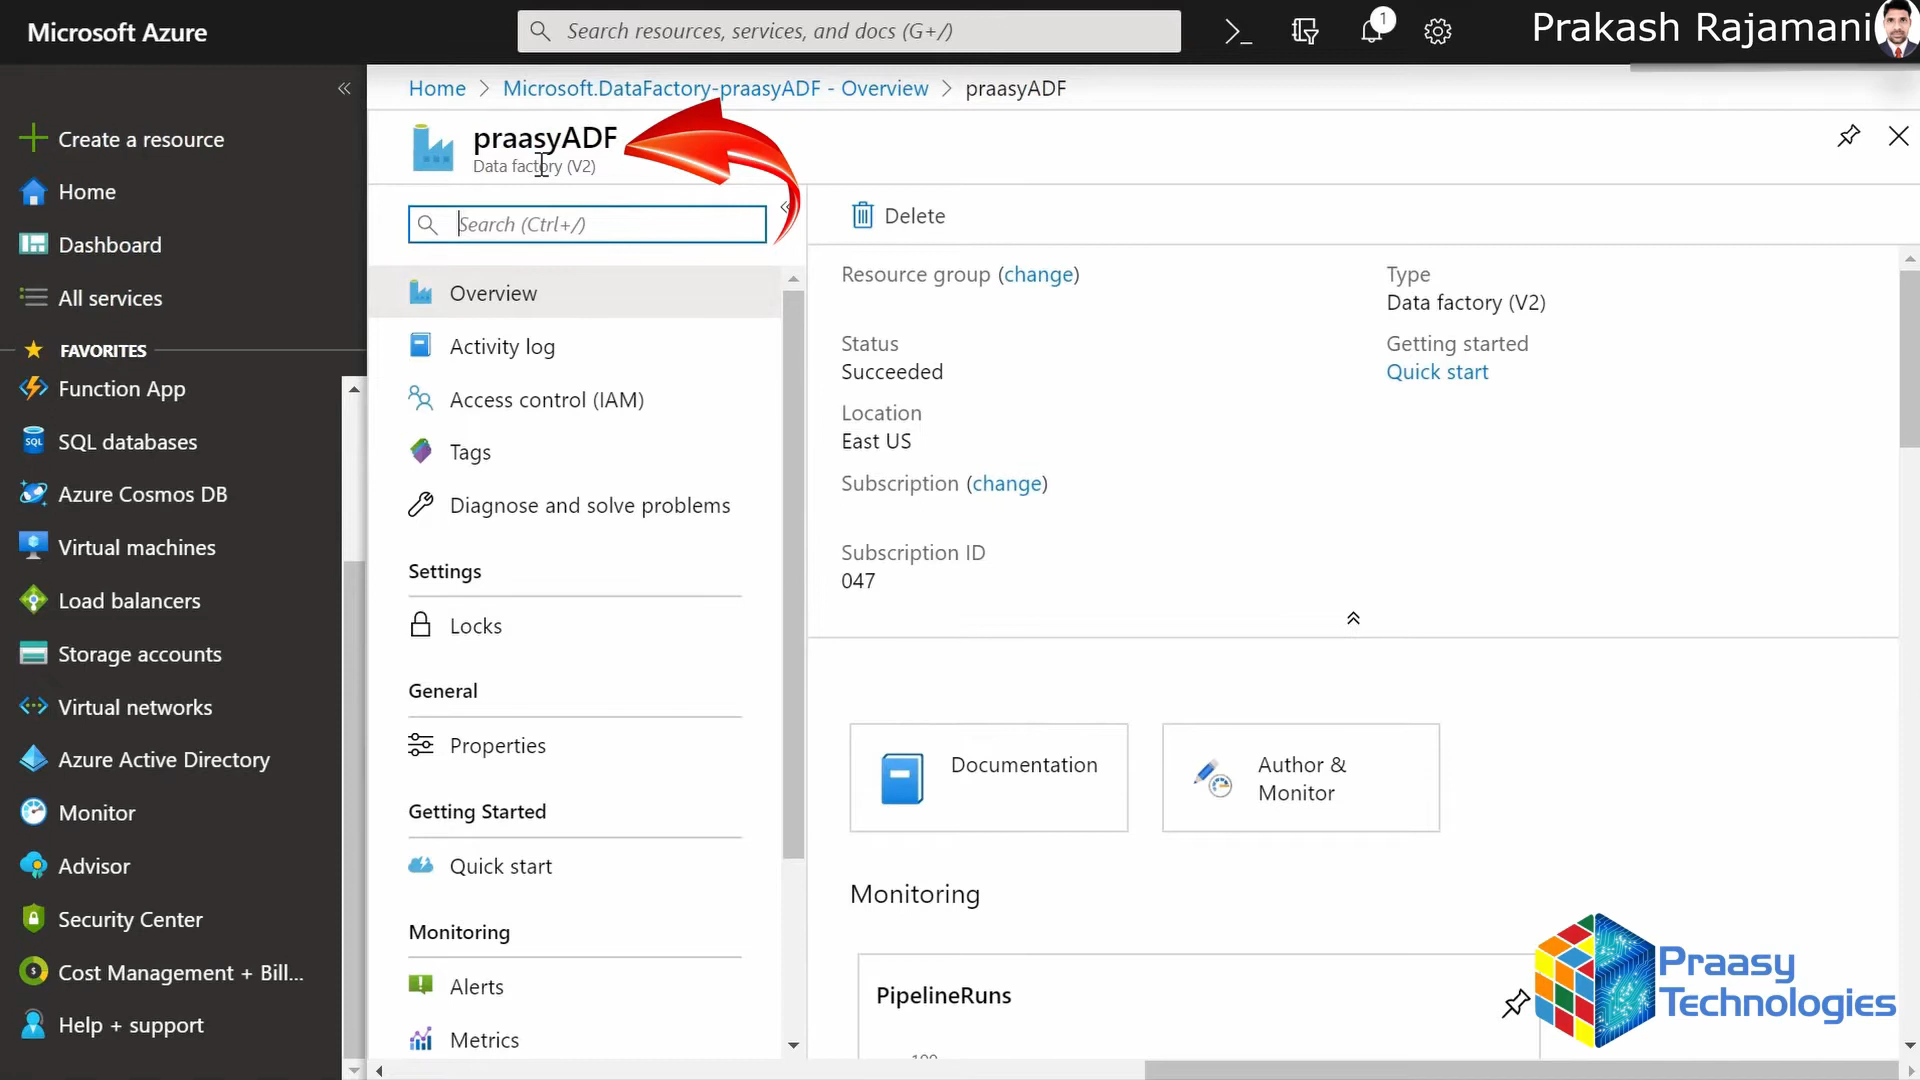 Microsoft Azure
Search resources, services, and docs (G+/)
1
Prakash Rajamani
Home > Microsoft.DataFactory-praasyADF - Overview > praasyADF
praasyADF
Data factory (V2)
Create a resource
Home
Dashboard
All services
FAVORITES
Function App
SQL databases
Azure Cosmos DB
Virtual machines
Load balancers
Storage accounts
Virtual networks
Azure Active Directory
Monitor
Advisor
Security Center
Cost Management + Bill...
Help + support
Search (Ctrl+/)
Overview
Activity log
Access control (IAM)
Tags
Diagnose and solve problems
Settings
Locks
General
Properties
Getting Started
Quick start
Monitoring
Alerts
Metrics
Delete
Resource group (change)
Status
Succeeded
Location
East US
Subscription (change)
Subscription ID
047
Type
Data factory (V2)
Getting started
Quick start
Documentation
Author &
Monitor
Monitoring
PipelineRuns
100
Praasy
Technologies